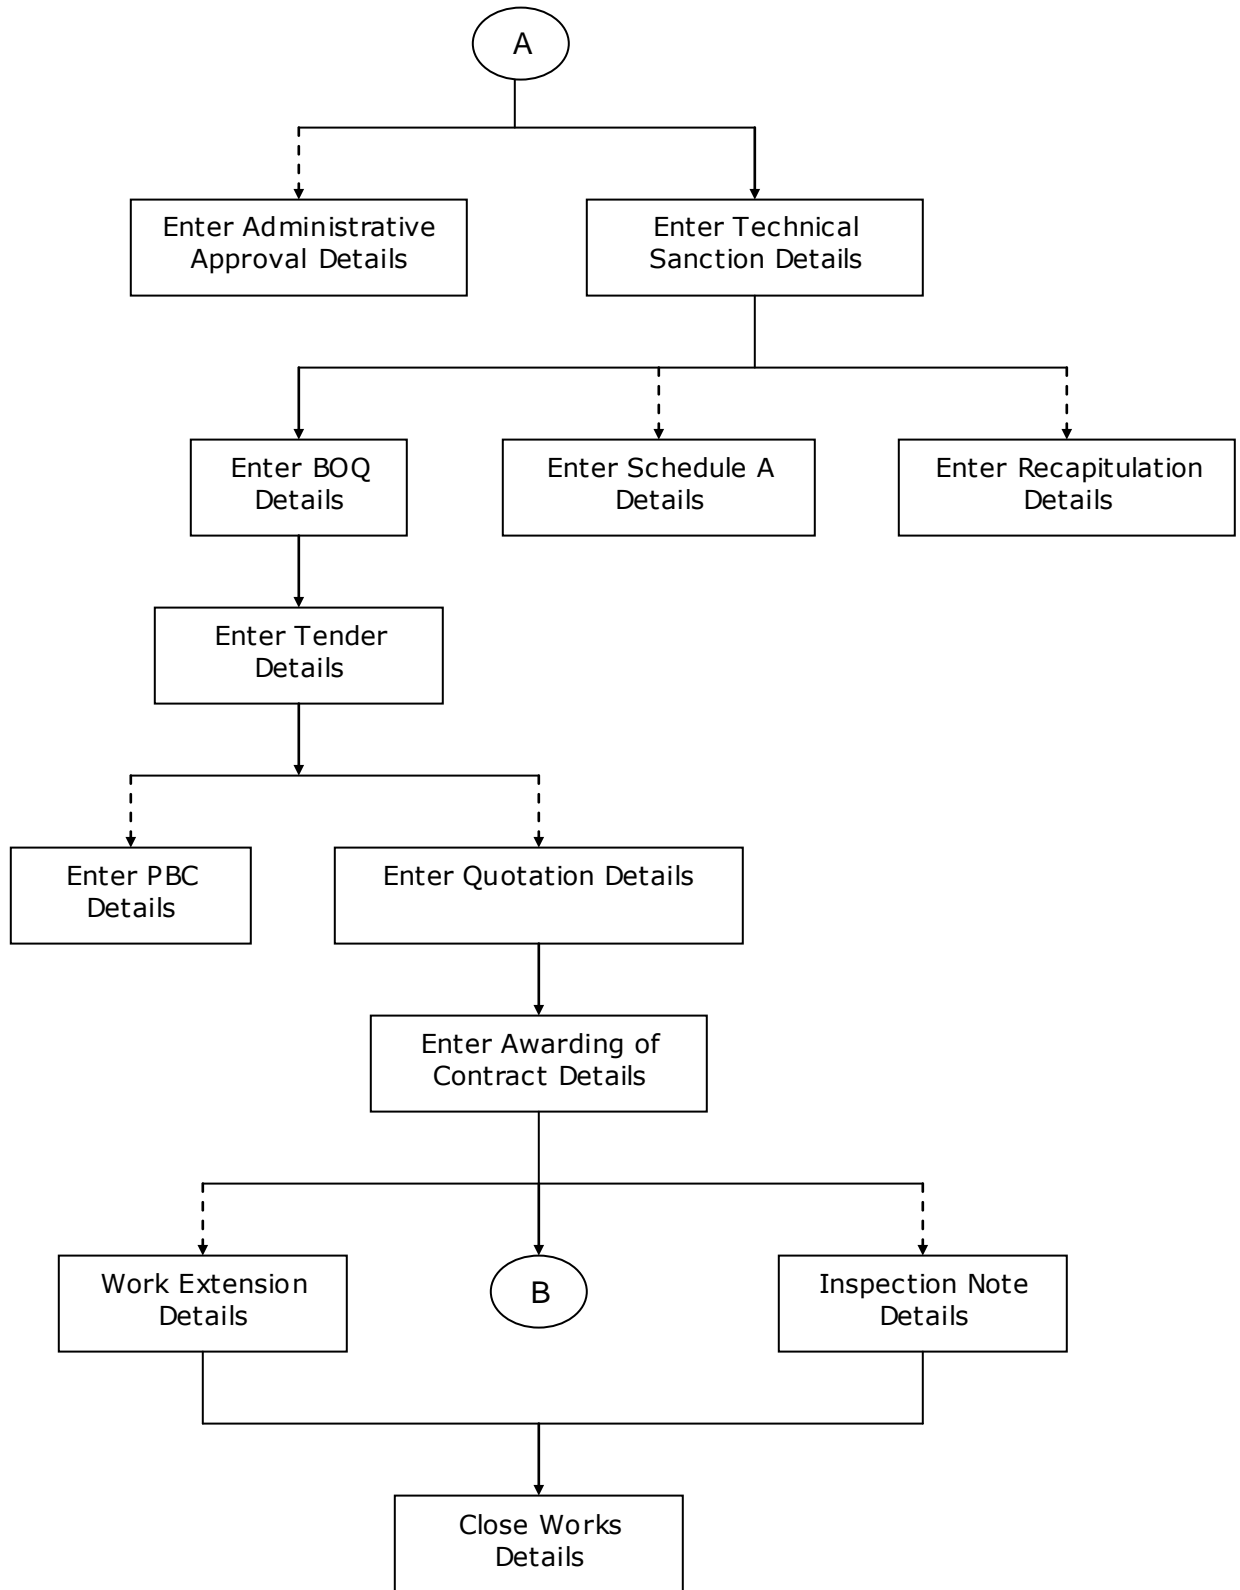 A
Enter Administrative
Approval Details
Enter Technical
Sanction Details
Enter BOQ
Details
Enter Schedule A
Details
Enter Recapitulation
Details
Enter Tender
Details
Enter PBC
Details
Enter Quotation Details
Enter Awarding of
Contract Details
Work Extension
Details
B
Inspection Note
Details
Close Works
Details